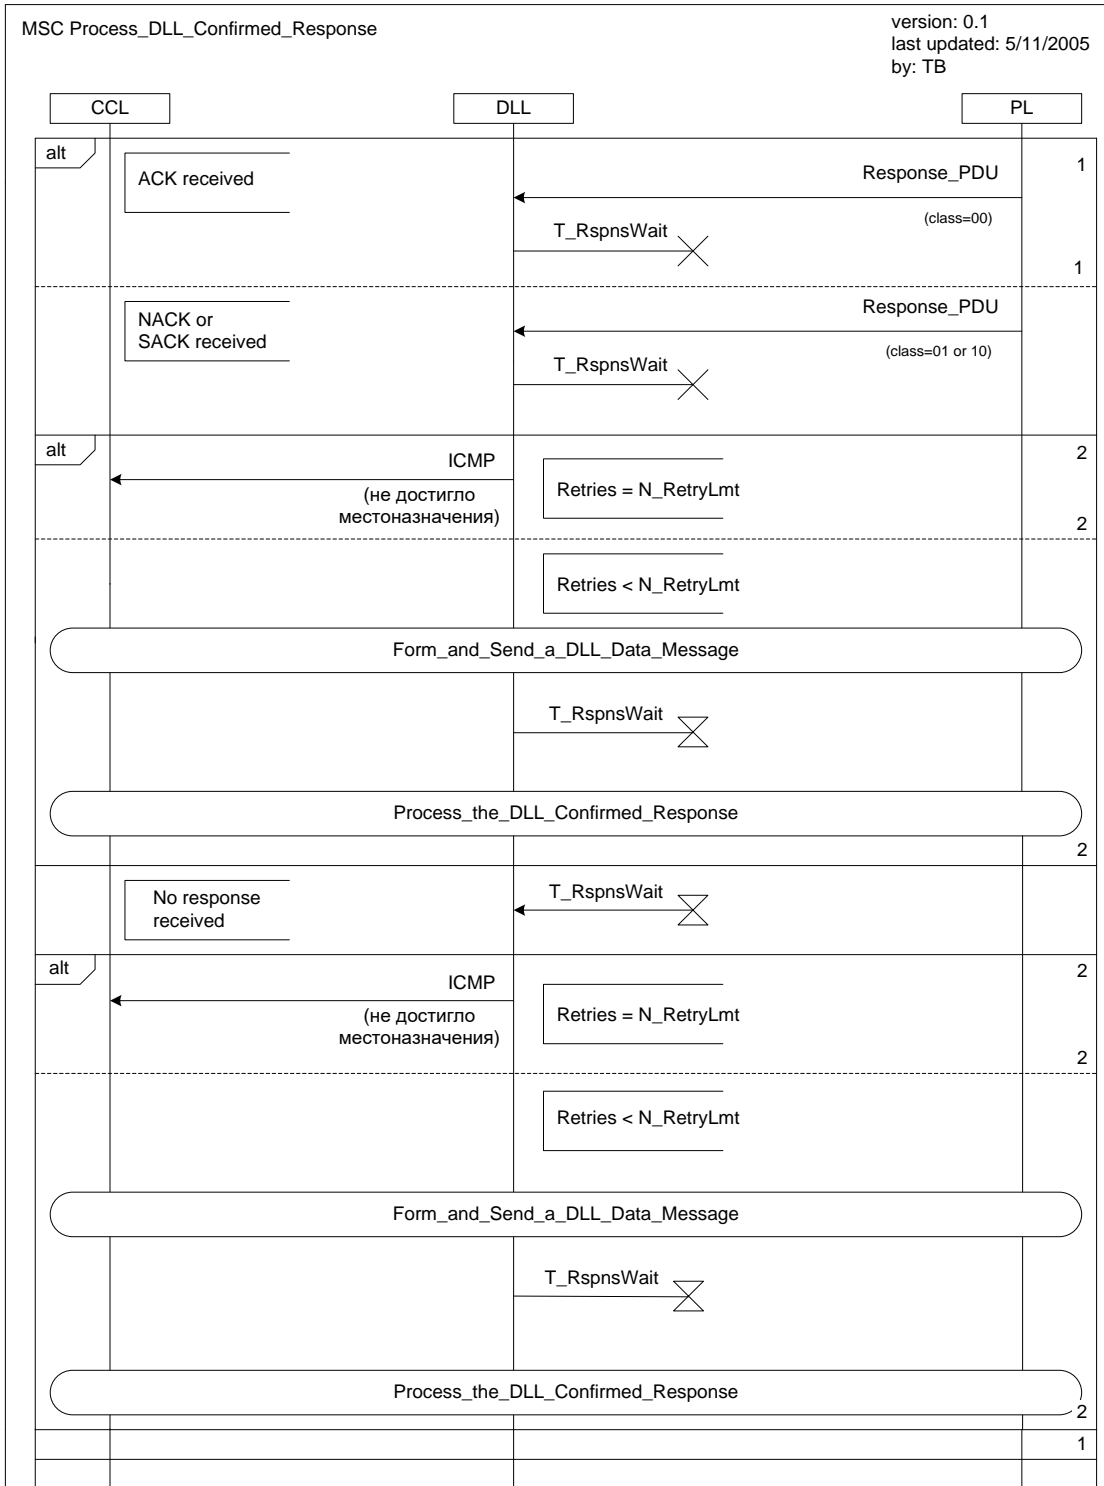 MSC Process_DLL_Confirmed_Response
version: 0.1
last updated: 5/11/2005
by: TB
CCL
DLL
PL
alt
ACK received
Response_PDU
1
(class=00)
T_RspnsWait
1
NACK or
SACK received
Response_PDU
(class=01 or 10)
T_RspnsWait
alt
ICMP
2
(не достигло
местоназначения)
Retries = N_RetryLmt
2
Retries < N_RetryLmt
Form_and_Send_a_DLL_Data_Message
T_RspnsWait
Process_the_DLL_Confirmed_Response
2
No response
received
T_RspnsWait
alt
2
ICMP
(не достигло
местоназначения)
Retries = N_RetryLmt
2
Retries < N_RetryLmt
Form_and_Send_a_DLL_Data_Message
T_RspnsWait
Process_the_DLL_Confirmed_Response
2
1